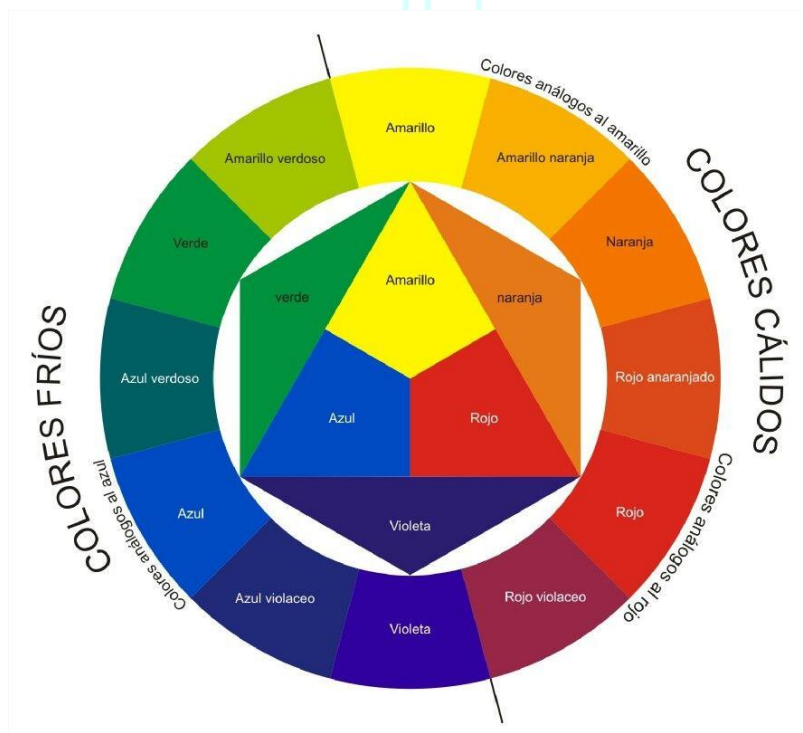 Colores análogos al amarillo
COLORES CÁLIDOS
Colores análogos al rojo
COLORES FRÍOS
Colores análogos al azul
Amarillo
Amarillo naranja
Naranja
Rojo anaranjado
Rojo
Rojo violaceo
Violeta
Azul violaceo
Azul
Azul verdoso
Verde
Amarillo verdoso
Amarillo
verde
naranja
Azul
Rojo
Violeta